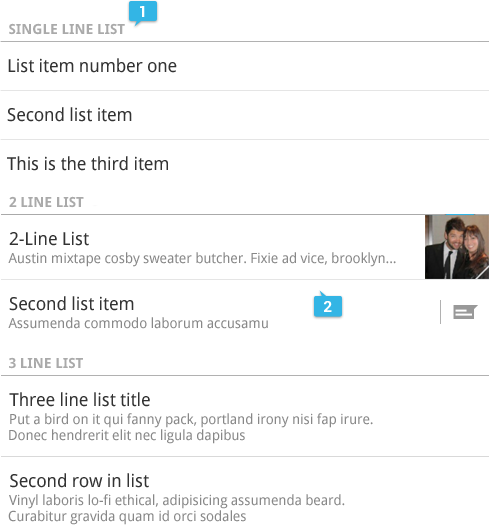 1
SINGLE LINE LIST
List item number one
Second list item
This is the third item
2 LINE LIST
2-Line List
Austin mixtape cosby sweater butcher. Fixie ad vice, brooklyn...
Second list item
2
Assumenda commodo laborum accusamu
3 LINE LIST
Three line list title
Put a bird on it qui fanny pack, portland irony nisi fap irure.
Donec hendrerit elit nec ligula dapibus
Second row in list
Vinyl laboris lo-fi ethical, adipisicing assumenda beard.
Curabitur gravida quam id orci sodales